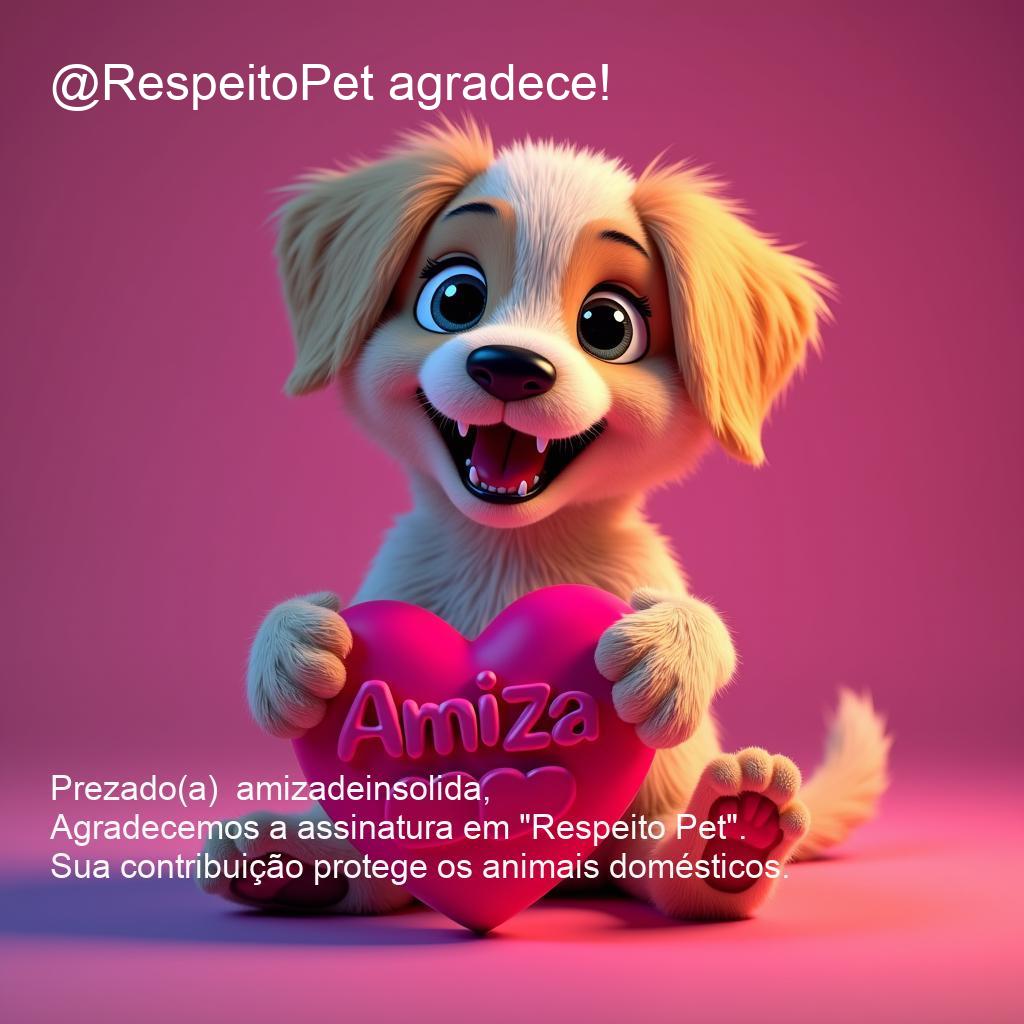 @RespeitoPet agradece!
Amiza
Prezado(a)  amizadeinsolida,
Agradecemos a assinatura em "Respeito Pet".
Sua contribuição protege os animais domésticos.